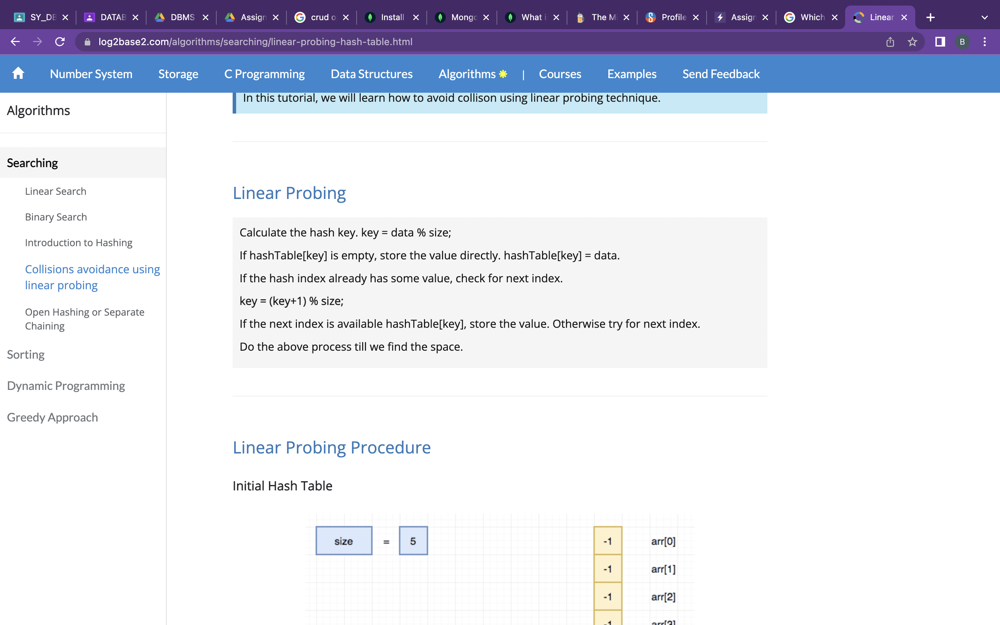 SY_DB
DATAB
DBMS
Assign
crud o
Install
Mongo
What i
The Mi
Profile
Assign
Which
Linear
log2base2.com/algorithms/searching/linear-probing-hash-table.html
B
Number System
Storage
C Programming
Data Structures
Algorithms
|
Courses
Examples
Send Feedback
Algorithms
Searching
Linear Search
Binary Search
Introduction to Hashing
Collisions avoidance using
linear probing
Open Hashing or Separate
Chaining
Sorting
Dynamic Programming
Greedy Approach
In this tutorial, we will learn how to avoid collison using linear probing technique.
Linear Probing
Calculate the hash key. key = data % size;
If hashTable[key] is empty, store the value directly. hashTable[key] = data.
If the hash index already has some value, check for next index.
key = (key+1) % size;
If the next index is available hashTable[key], store the value. Otherwise try for next index.
Do the above process till we find the space.
Linear Probing Procedure
Initial Hash Table
size = 5
-1 arr[0]
-1 arr[1]
-1 arr[2]
-1 arr[3]